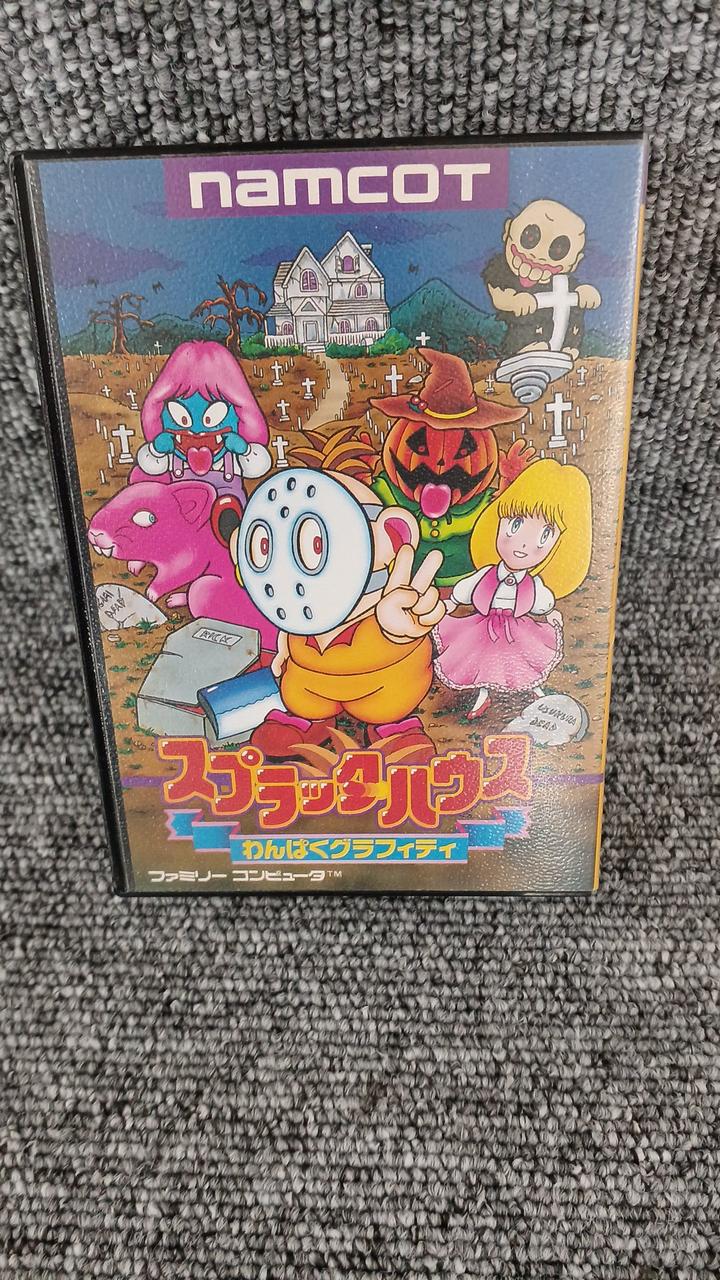 namcot
RICK
スプラッターハウス
わんぱくグラフィティ
ファミリー コンピュータ™